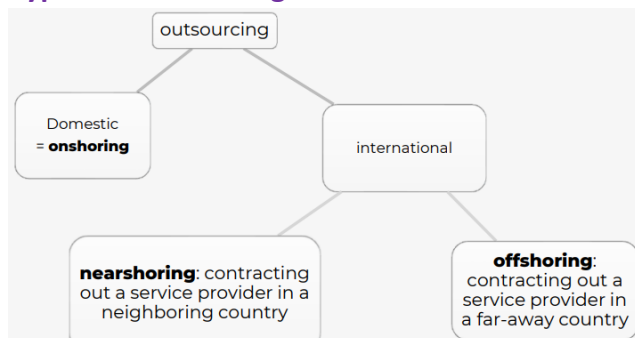 outsourcing
Domestic
= onshoring
international
nearshoring: contracting
out a service provider in a
neighboring country
offshoring:
contracting out a
service provider in
a far-away country